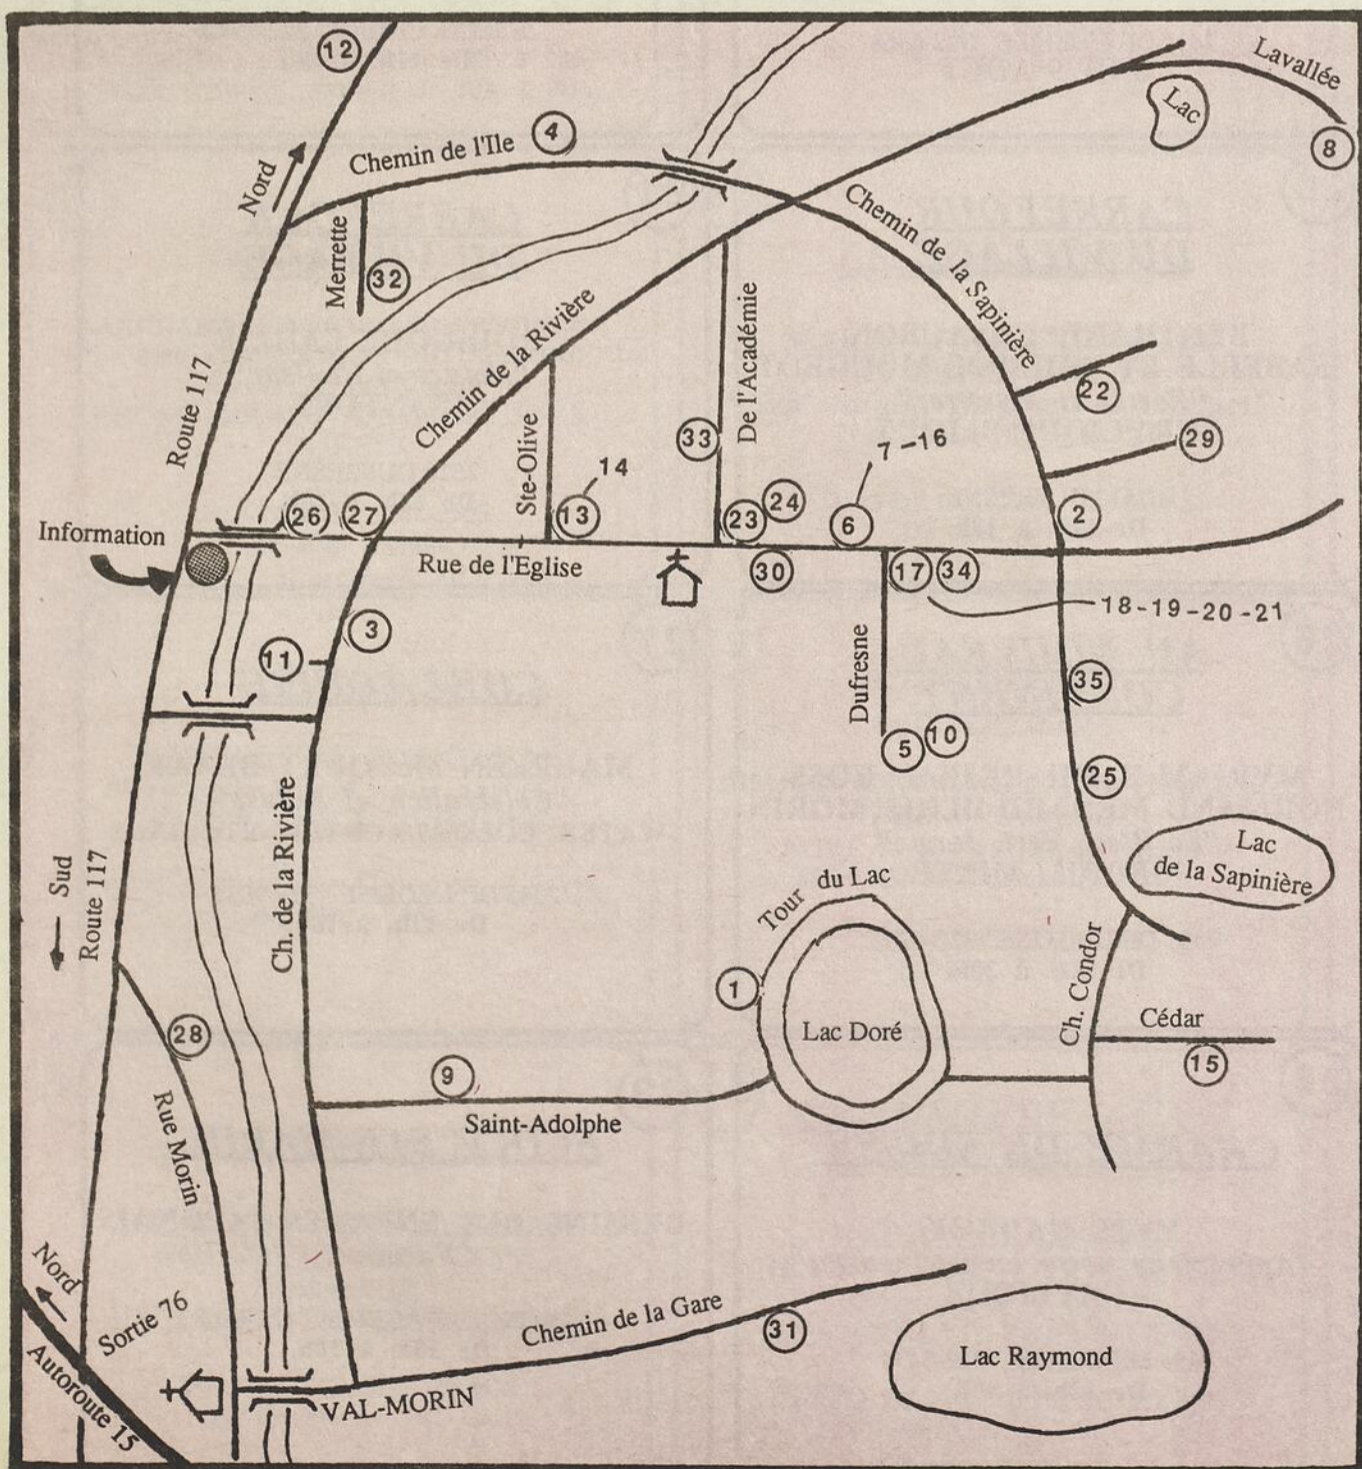 12
Nord
Chemin de l'Ile
4
Lavallée
Lac
8
Merrette
32
Chemin de la Sapinière
Route 117
Chemin de la Rivière
De l'Académie
22
Ste-Olive
33
7 -16
29
14
Information
26
27
13
23
24
6
2
Rue de l'Eglise
30
17
34
18-19-20-21
3
11
Dufresne
35
5
10
25
Sud
Route 117
Ch. de la Rivière
Tour du Lac
Lac
de la Sapinière
1
Lac Doré
Ch. Condor
Cédar
15
28
9
Saint-Adolphe
Rue Morin
Nord
Sortie 76
Autoroute 15
Chemin de la Gare
31
Lac Raymond
VAL-MORIN